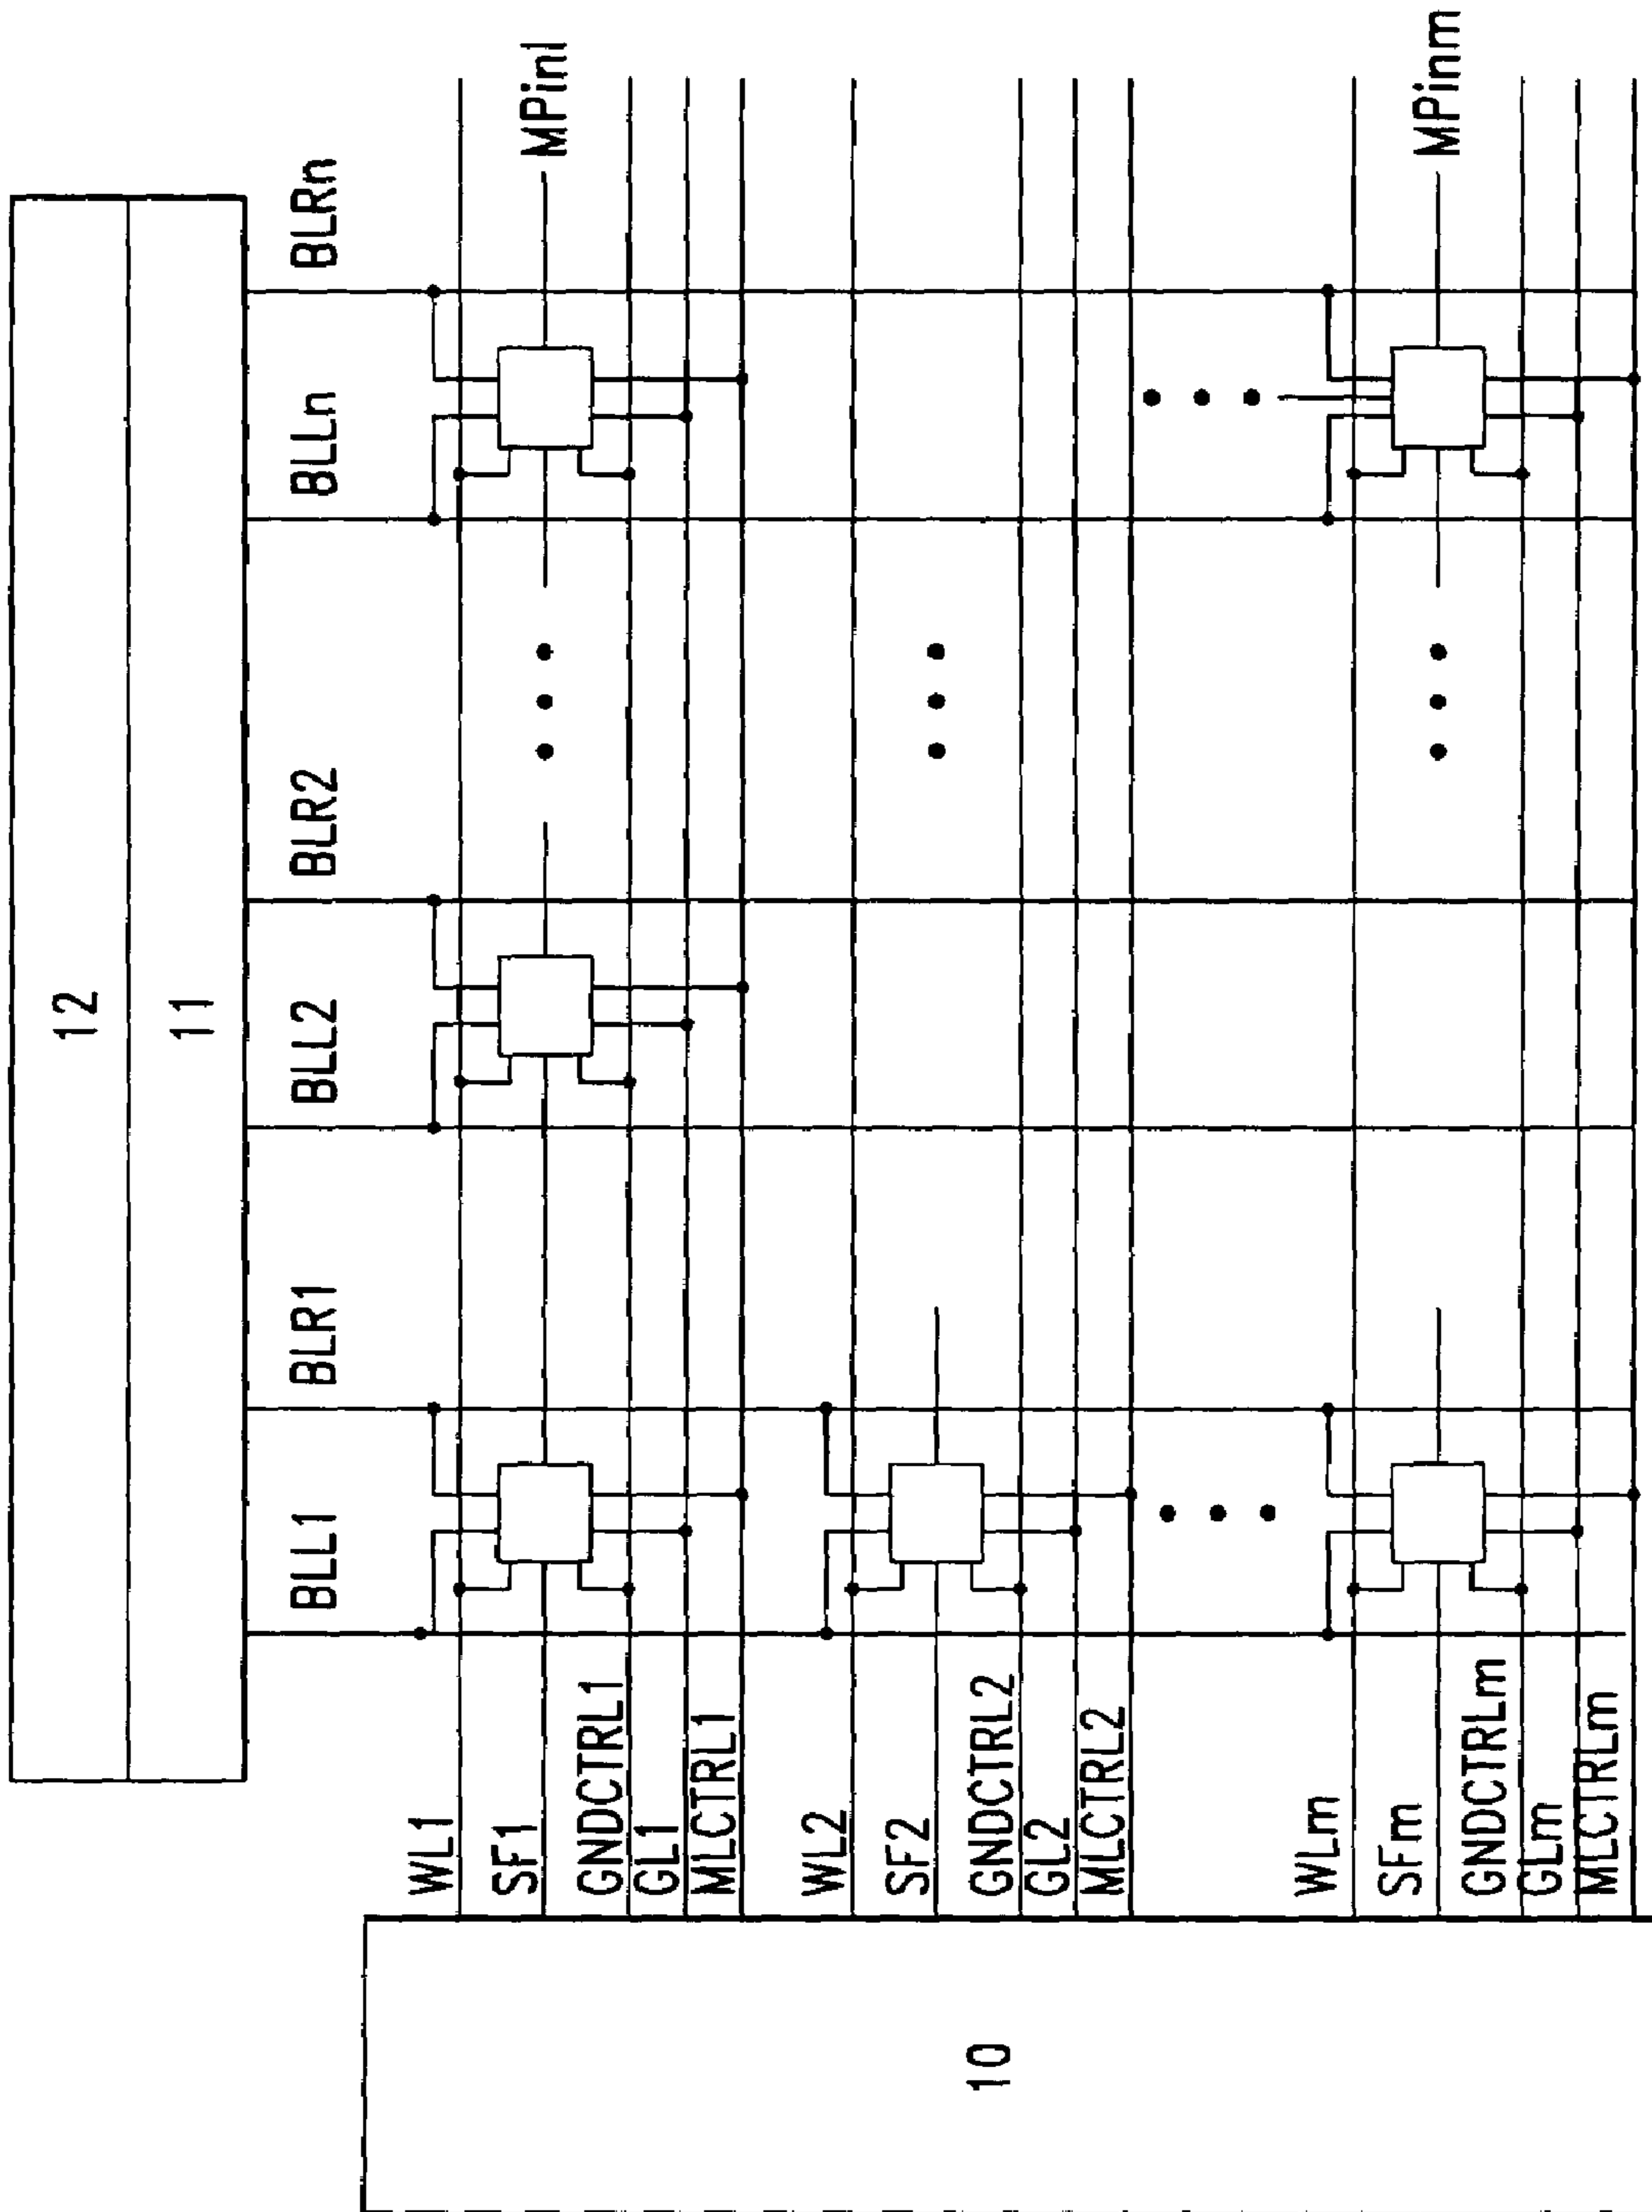 12
11
BLL1
BLR1
BLL2
BLR2
BLLn
BLRn
WL1
SF1
MPin1
GNDCTRL1
GL1
MLCTRL1
WL2
SF2
GNDCTRL2
GL2
MLCTRL2
WLm
SFm
MPinm
GNDCTRLm
GLm
MLCTRLm
10